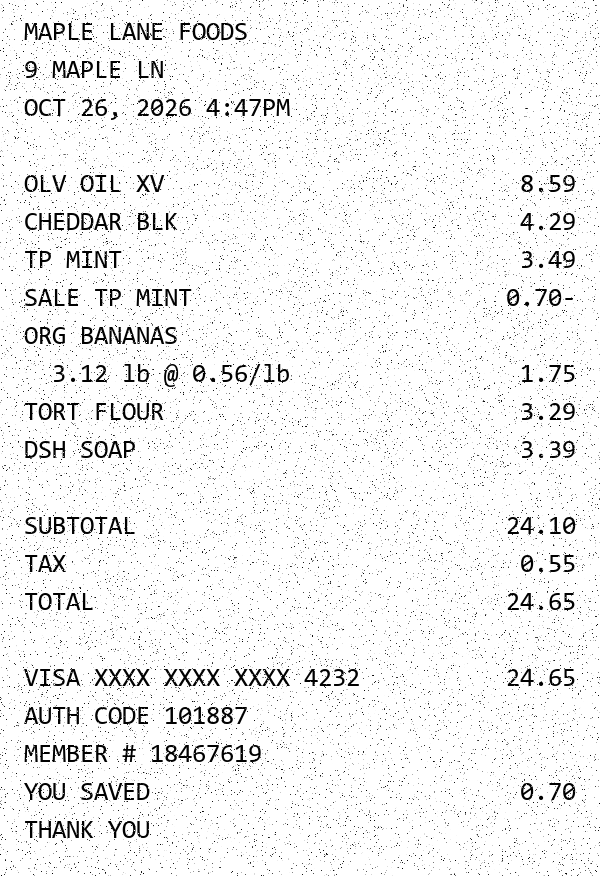 MAPLE LANE FOODS
9 MAPLE LN
OCT 26, 2026 4:47PM
OLV OIL XV 8.59
CHEDDAR BLK 4.29
TP MINT 3.49
SALE TP MINT 0.70-
ORG BANANAS
3.12 lb @ 0.56/lb 1.75
TORT FLOUR 3.29
DSH SOAP 3.39
SUBTOTAL 24.10
TAX 0.55
TOTAL 24.65
VISA XXXX XXXX XXXX 4232 24.65
AUTH CODE 101887
MEMBER # 18467619
YOU SAVED 0.70
THANK YOU